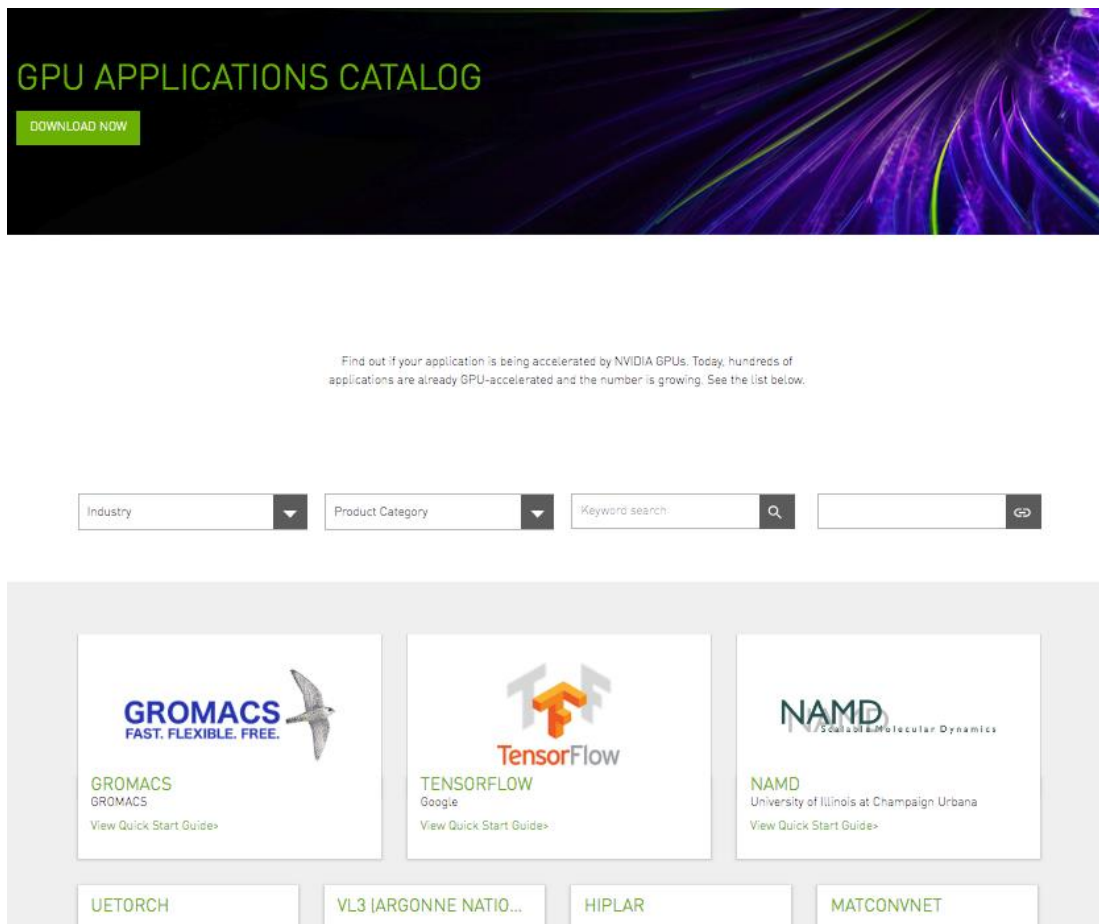 GPU APPLICATIONS CATALOG
DOWNLOAD NOW
Find out if your application is being accelerated by NVIDIA GPUs. Today, hundreds of
applications are already GPU-accelerated and the number is growing. See the list below.
Industry
Product Category
Keyword search
GROMACS
FAST. FLEXIBLE. FREE.
GROMACS
GROMACS
View Quick Start Guide>
TensorFlow
TENSORFLOW
Google
View Quick Start Guide>
NAMD
Scalable Molecular Dynamics
NAMD
University of Illinois at Champaign Urbana
View Quick Start Guide>
UETORCH
VL3 (ARGONNE NATIO...
HIPLAR
MATCONVNET